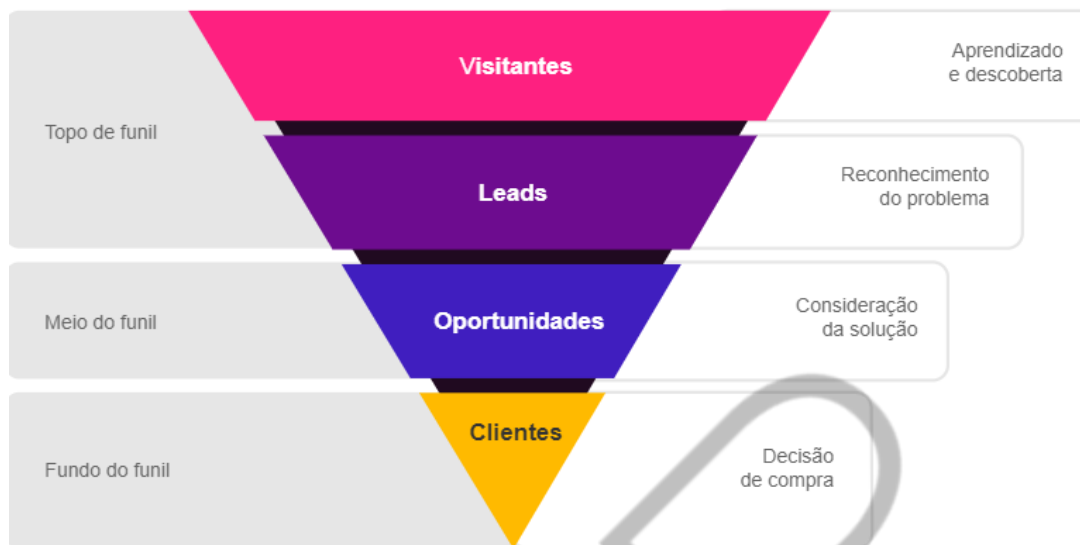 Visitantes
Aprendizado
e descoberta
Topo de funil
Leads
Reconhecimento
do problema
Meio do funil
Oportunidades
Consideração
da solução
Clientes
Fundo do funil
Decisão
de compra